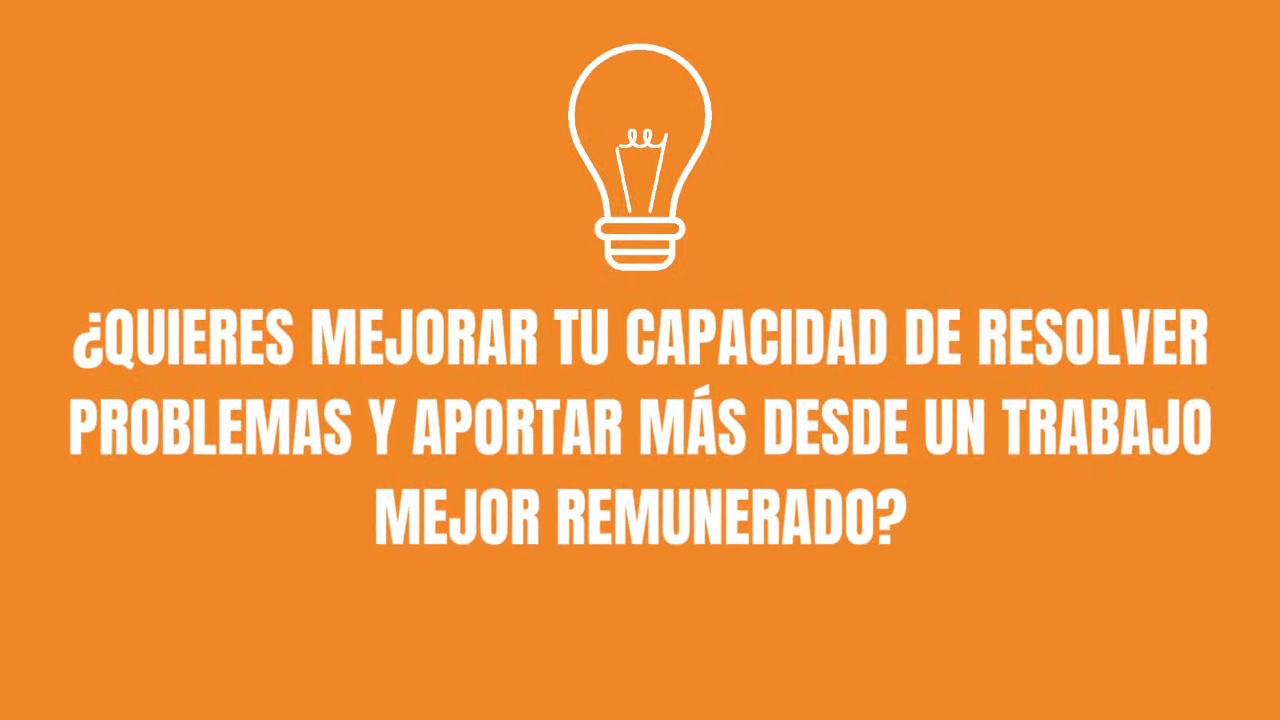 ¿QUIERES MEJORAR TU CAPACIDAD DE RESOLVER
PROBLEMAS Y APORTAR MÁS DESDE UN TRABAJO
MEJOR REMUNERADO?